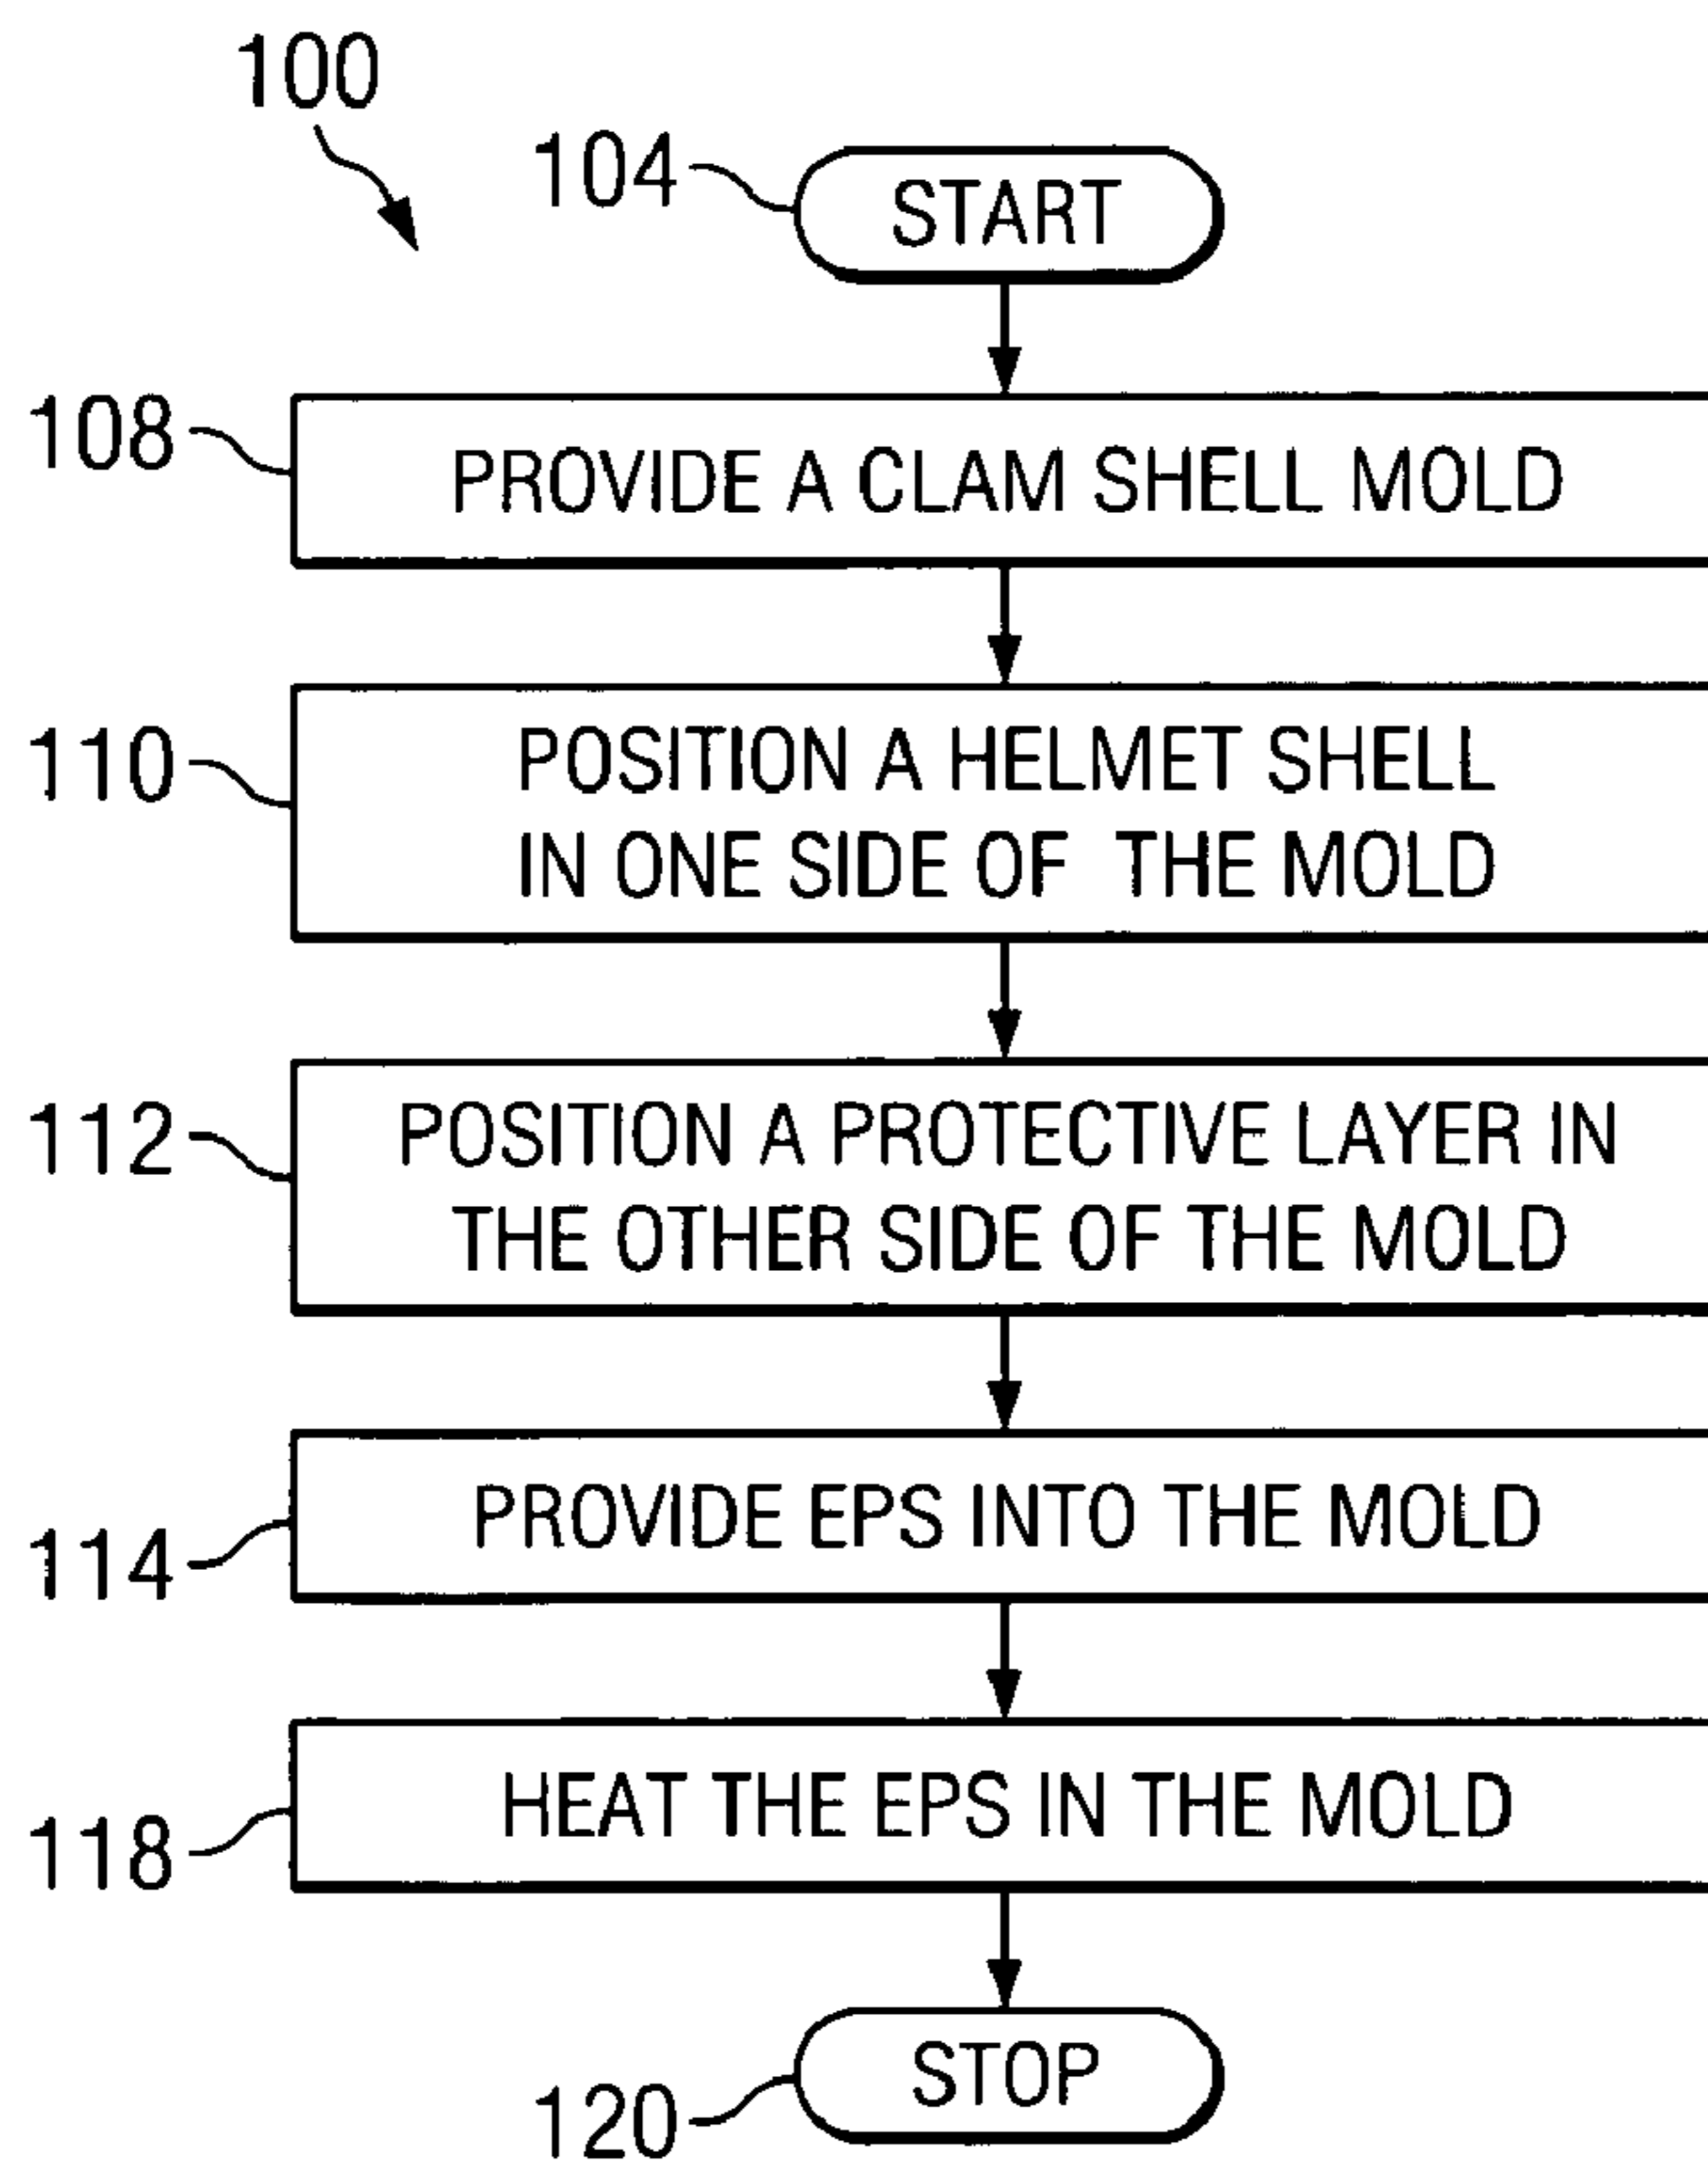 100
104
START
108
PROVIDE A CLAM SHELL MOLD
110
POSITION A HELMET SHELL
IN ONE SIDE OF THE MOLD
112
POSITION A PROTECTIVE LAYER IN
THE OTHER SIDE OF THE MOLD
114
PROVIDE EPS INTO THE MOLD
118
HEAT THE EPS IN THE MOLD
120
STOP